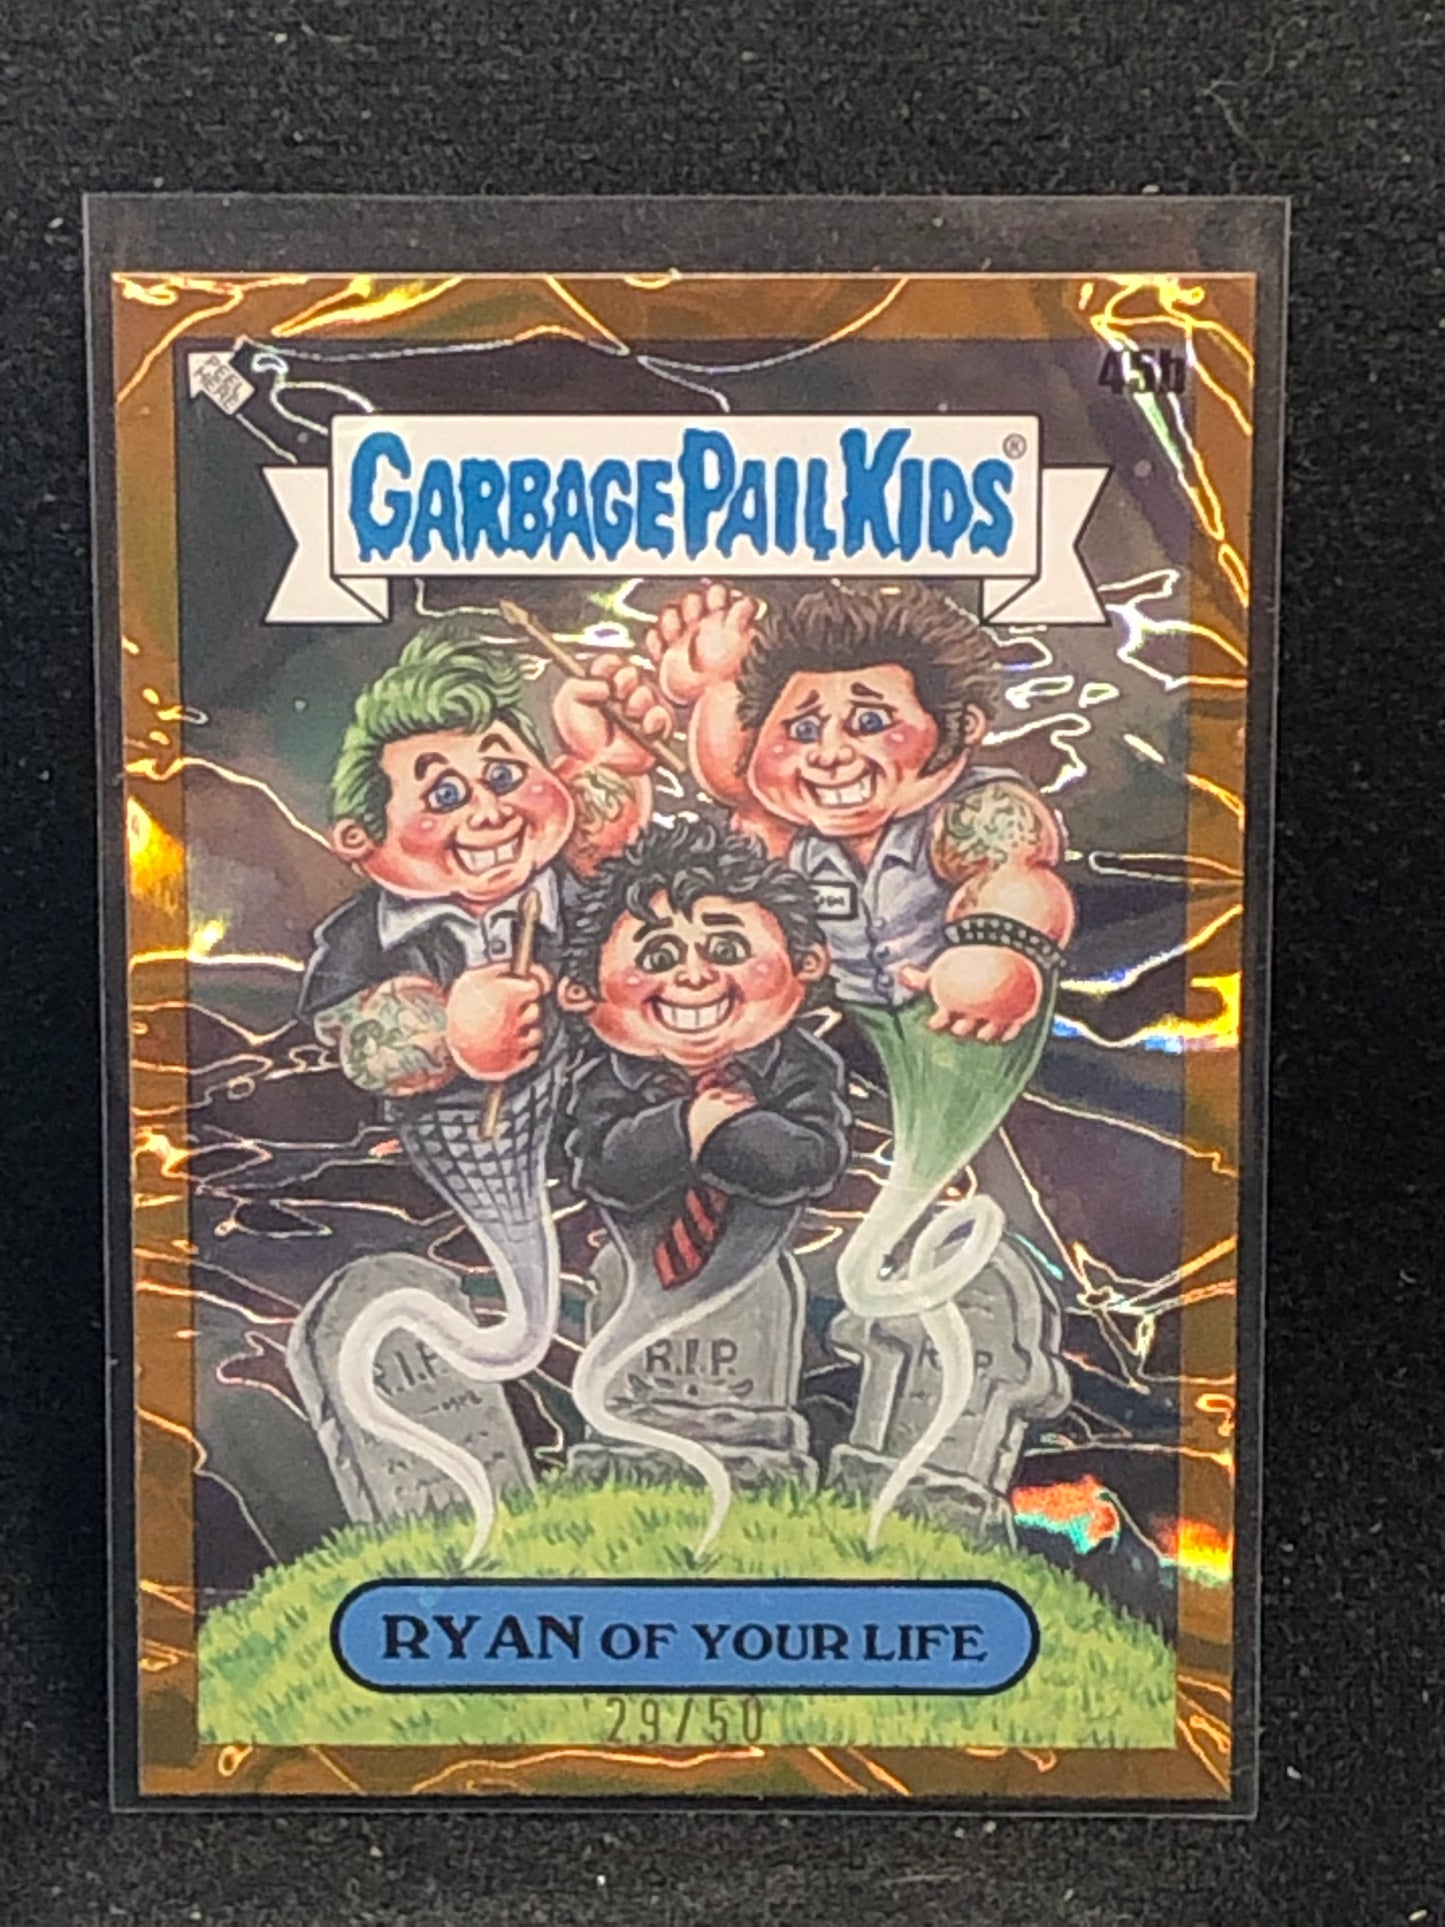 45b
GARBAGE PAIL KIDS®
R.I.P.
R.I.P.
RYAN OF YOUR LIFE
29/50